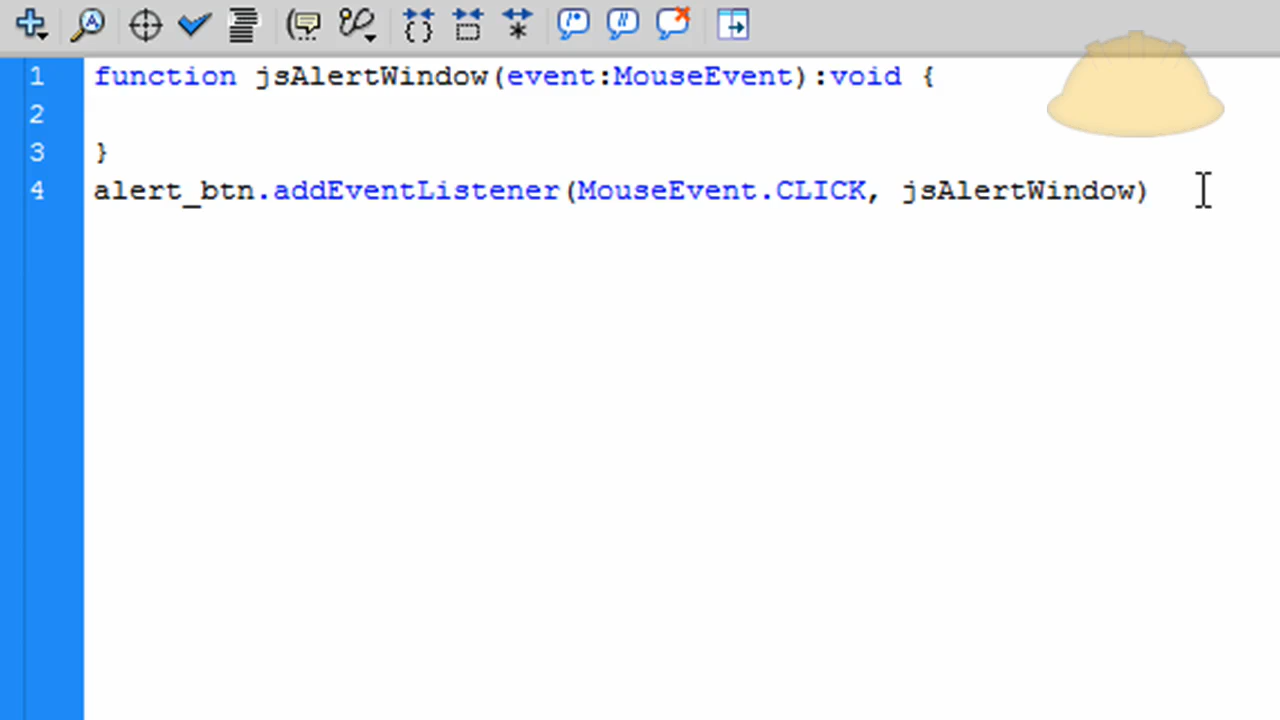 1 function jsAlertWindow(event:MouseEvent):void {
2
3 }
4 alert_btn.addEventListener(MouseEvent.CLICK, jsAlertWindow)